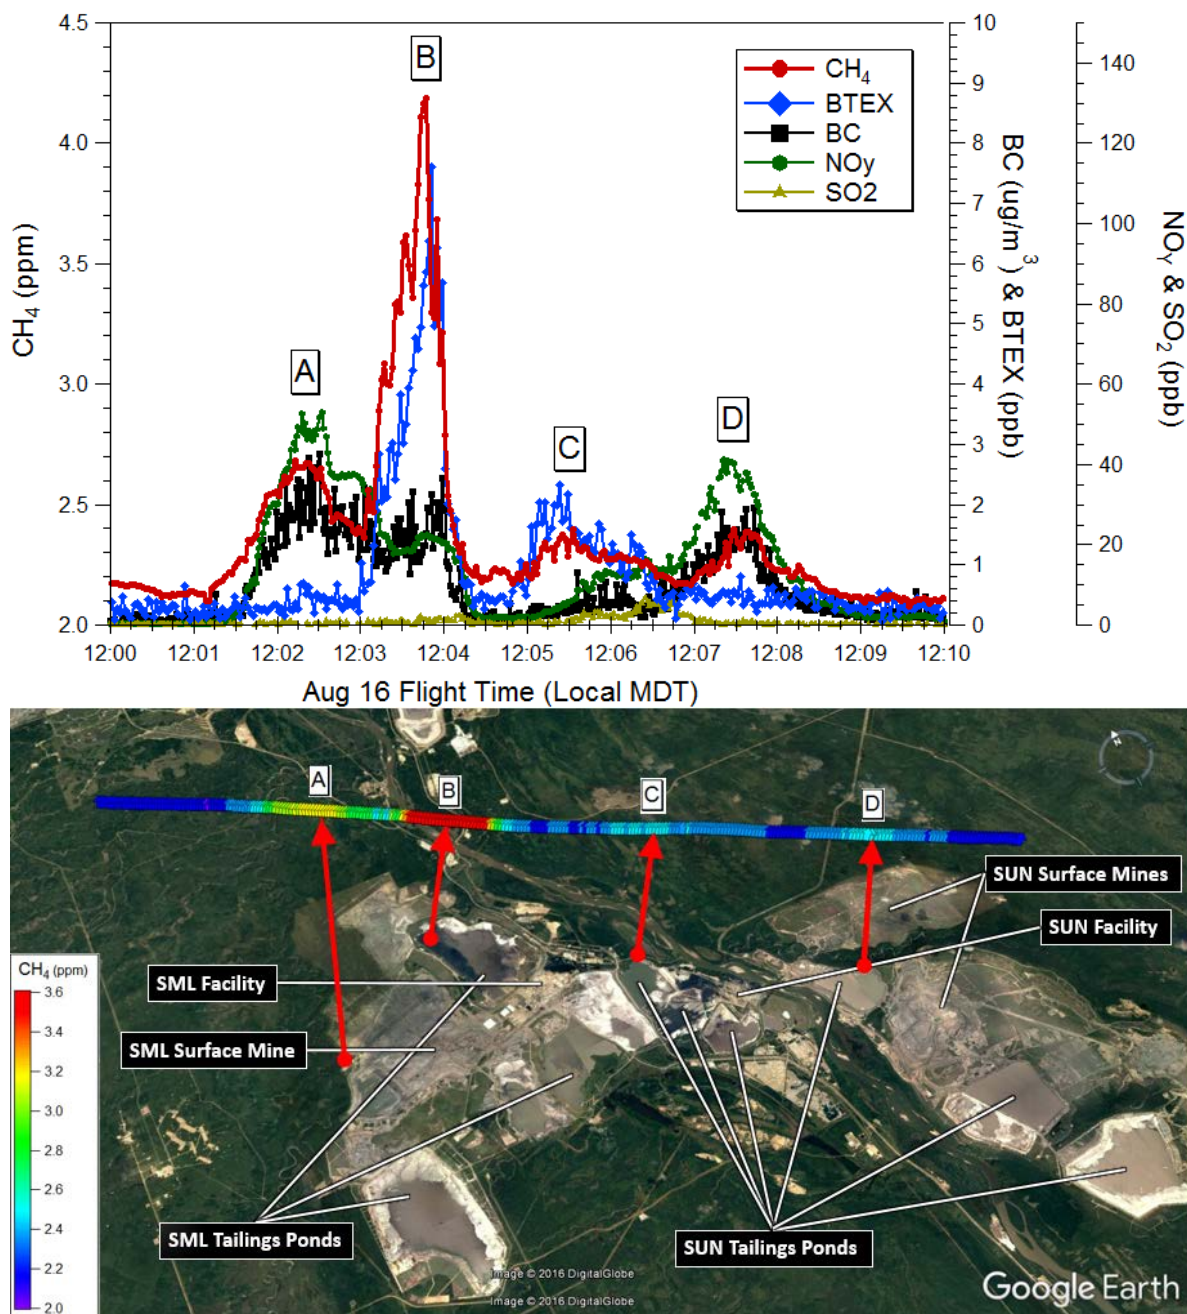 4.5
4.0
3.5
3.0
2.5
2.0
CH4 (ppm)
A
B
C
D
CH4
BTEX
BC
NOy
SO2
10
9
8
7
6
5
4
3
2
1
0
BC (ug/m3) & BTEX (ppb)
140
120
100
80
60
40
20
0
NOY & SO2 (ppb)
12:00 12:01 12:02 12:03 12:04 12:05 12:06 12:07 12:08 12:09 12:10
Aug 16 Flight Time (Local MDT)
N
A
B
C
D
SUN Surface Mines
SUN Facility
SML Facility
SML Surface Mine
SML Tailings Ponds
SUN Tailings Ponds
CH4 (ppm)
3.6
3.4
3.2
3.0
2.8
2.6
2.4
2.2
2.0
Image © 2016 DigitalGlobe
Image © 2016 DigitalGlobe
Google Earth